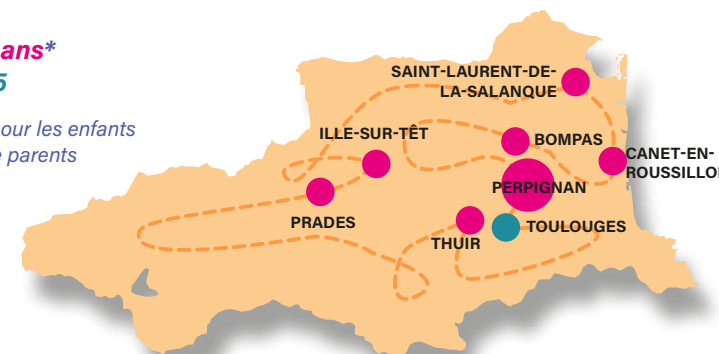 ans*
5
our les enfants
e parents
SAINT-LAURENT-DE-
LA-SALANQUE
ILLE-SUR-TÊT
BOMPAS
CANET-EN-
ROUSSILLO
PERPIGNAN
PRADES
TOULOUGES
THUIR